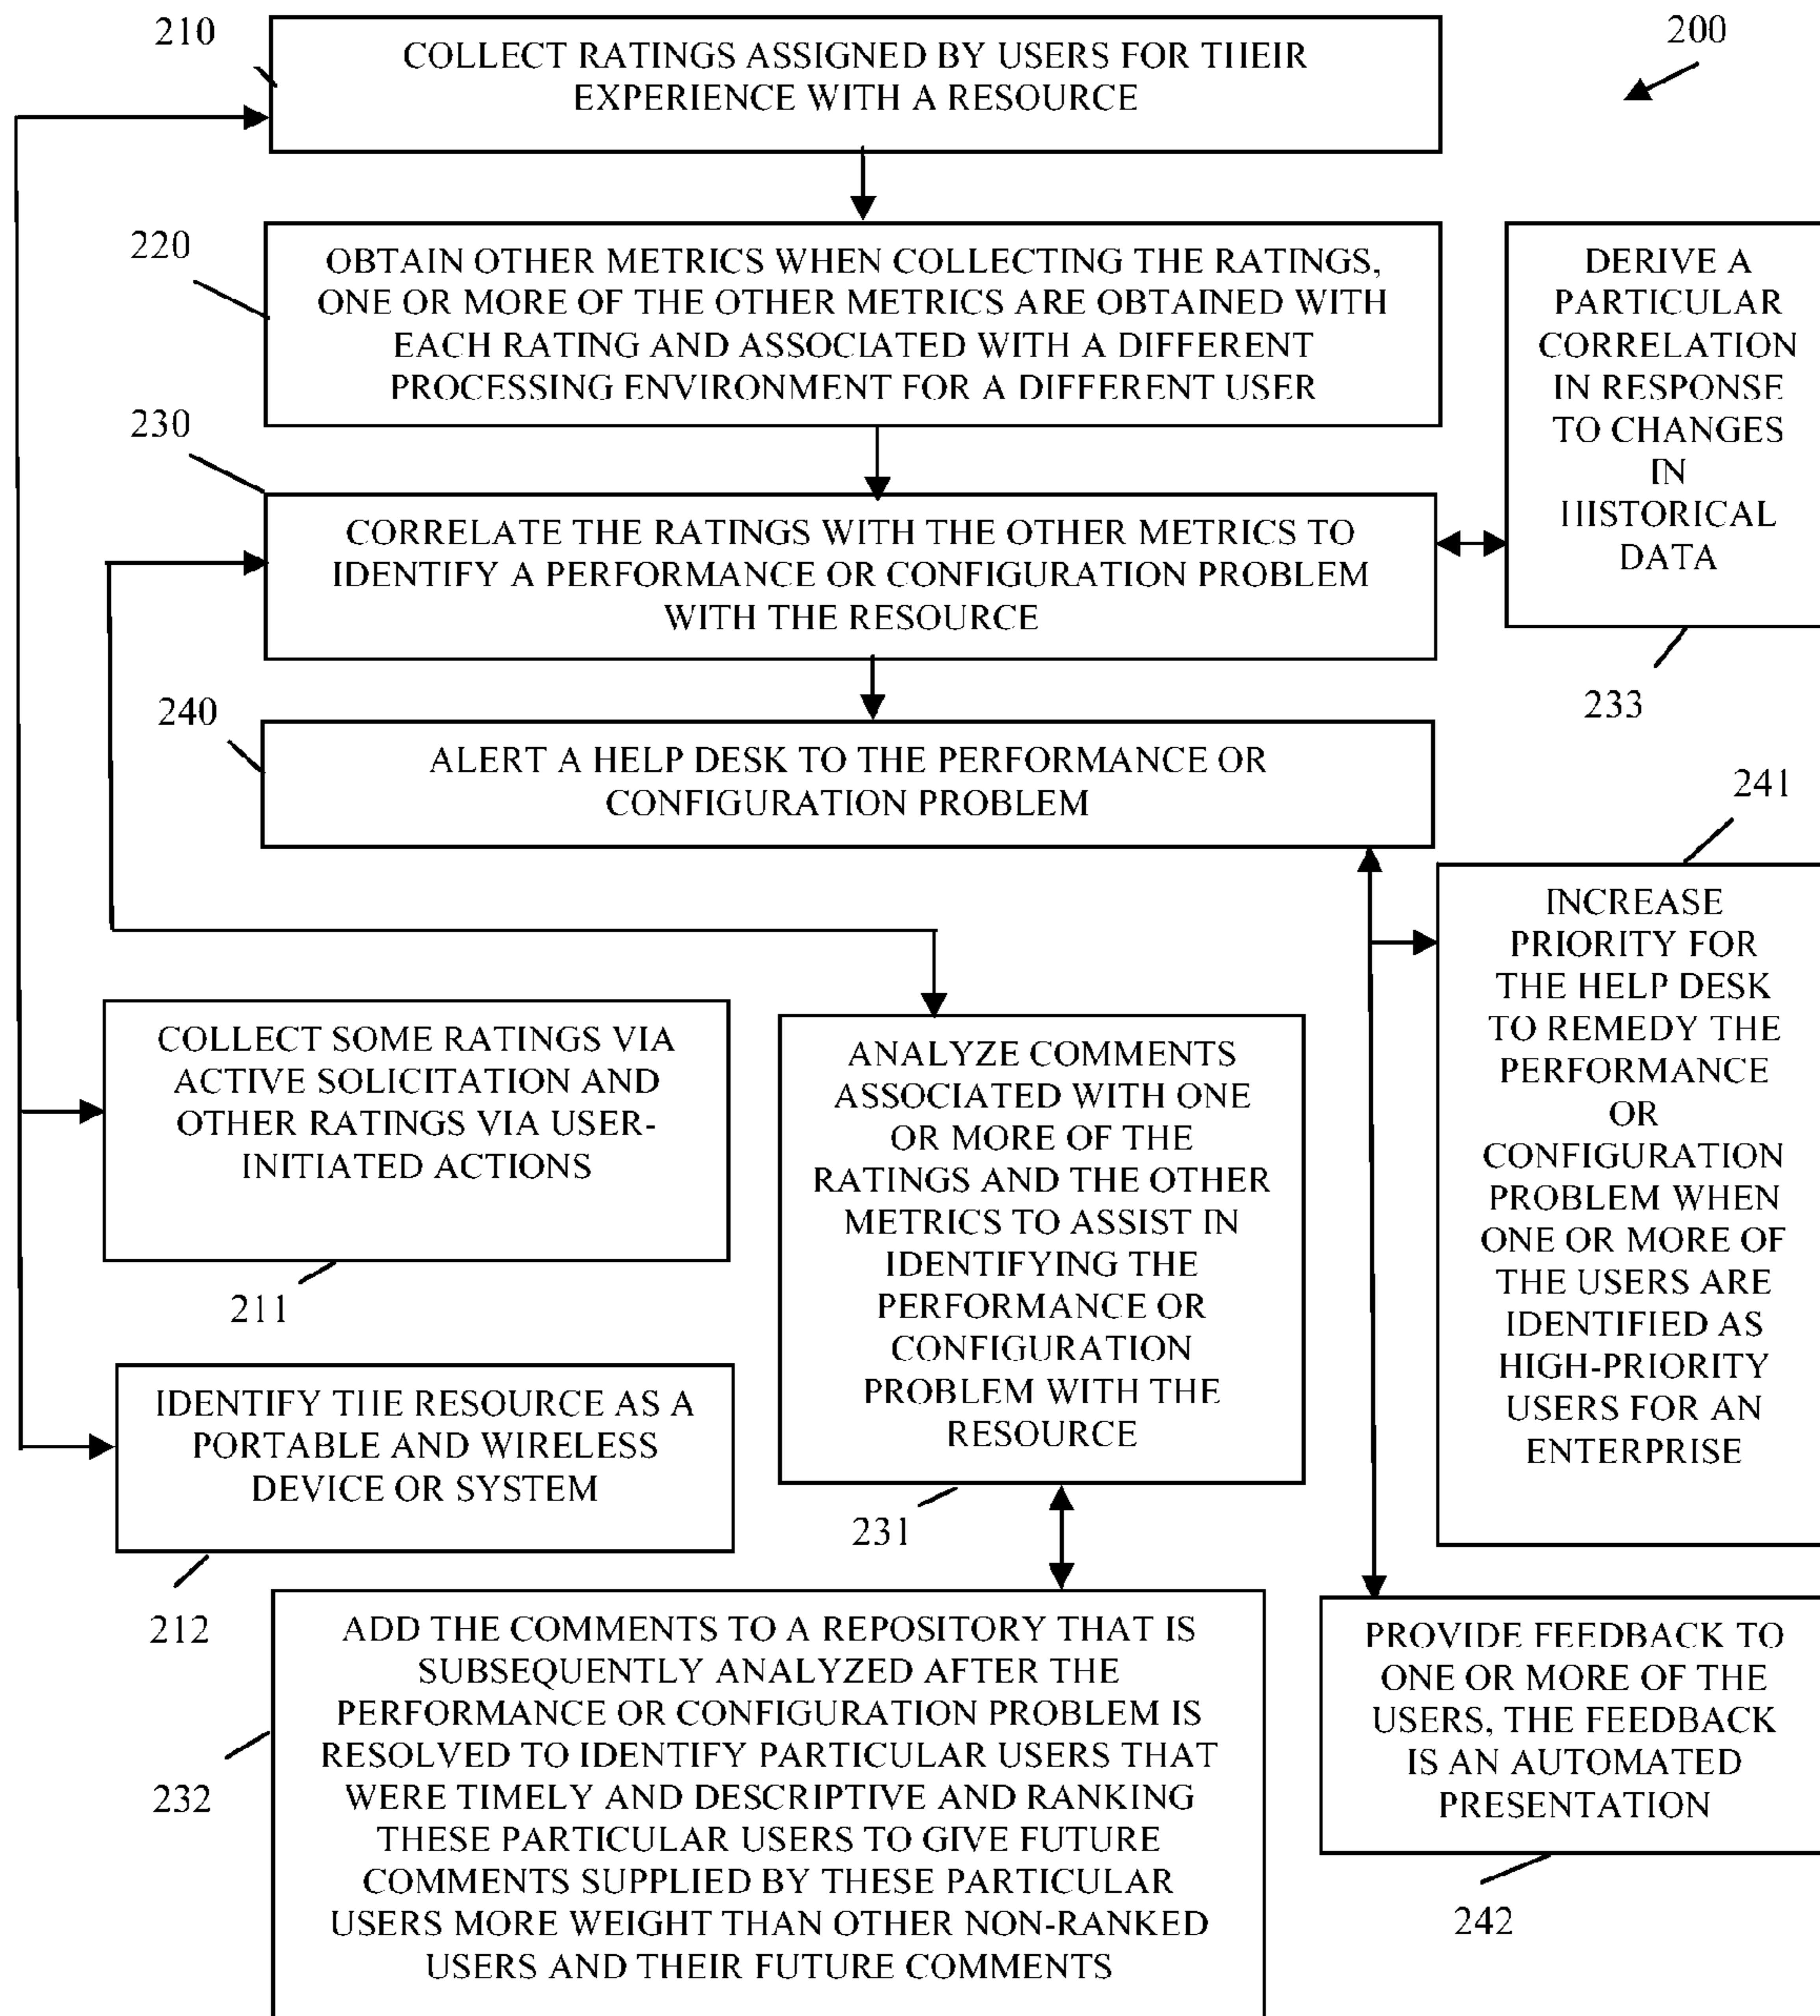 210
COLLECT RATINGS ASSIGNED BY USERS FOR THEIR
EXPERIENCE WITH A RESOURCE
200
220
OBTAIN OTHER METRICS WHEN COLLECTING THE RATINGS,
ONE OR MORE OF THE OTHER METRICS ARE OBTAINED WITH
EACH RATING AND ASSOCIATED WITH A DIFFERENT
PROCESSING ENVIRONMENT FOR A DIFFERENT USER
DERIVE A
PARTICULAR
CORRELATION
IN RESPONSE
TO CHANGES
IN
HISTORICAL
DATA
233
230
CORRELATE THE RATINGS WITH THE OTHER METRICS TO
IDENTIFY A PERFORMANCE OR CONFIGURATION PROBLEM
WITH THE RESOURCE
240
ALERT A HELP DESK TO THE PERFORMANCE OR
CONFIGURATION PROBLEM
241
INCREASE
PRIORITY FOR
THE HELP DESK
TO REMEDY THE
PERFORMANCE
OR
CONFIGURATION
PROBLEM WHEN
ONE OR MORE OF
THE USERS ARE
IDENTIFIED AS
HIGH-PRIORITY
USERS FOR AN
ENTERPRISE
COLLECT SOME RATINGS VIA
ACTIVE SOLICITATION AND
OTHER RATINGS VIA USER-
INITIATED ACTIONS
211
ANALYZE COMMENTS
ASSOCIATED WITH ONE
OR MORE OF THE
RATINGS AND THE OTHER
METRICS TO ASSIST IN
IDENTIFYING THE
PERFORMANCE OR
CONFIGURATION
PROBLEM WITH THE
RESOURCE
231
IDENTIFY THE RESOURCE AS A
PORTABLE AND WIRELESS
DEVICE OR SYSTEM
212
232
ADD THE COMMENTS TO A REPOSITORY THAT IS
SUBSEQUENTLY ANALYZED AFTER THE
PERFORMANCE OR CONFIGURATION PROBLEM IS
RESOLVED TO IDENTIFY PARTICULAR USERS THAT
WERE TIMELY AND DESCRIPTIVE AND RANKING
THESE PARTICULAR USERS TO GIVE FUTURE
COMMENTS SUPPLIED BY THESE PARTICULAR
USERS MORE WEIGHT THAN OTHER NON-RANKED
USERS AND THEIR FUTURE COMMENTS
PROVIDE FEEDBACK TO
ONE OR MORE OF THE
USERS, THE FEEDBACK
IS AN AUTOMATED
PRESENTATION
242